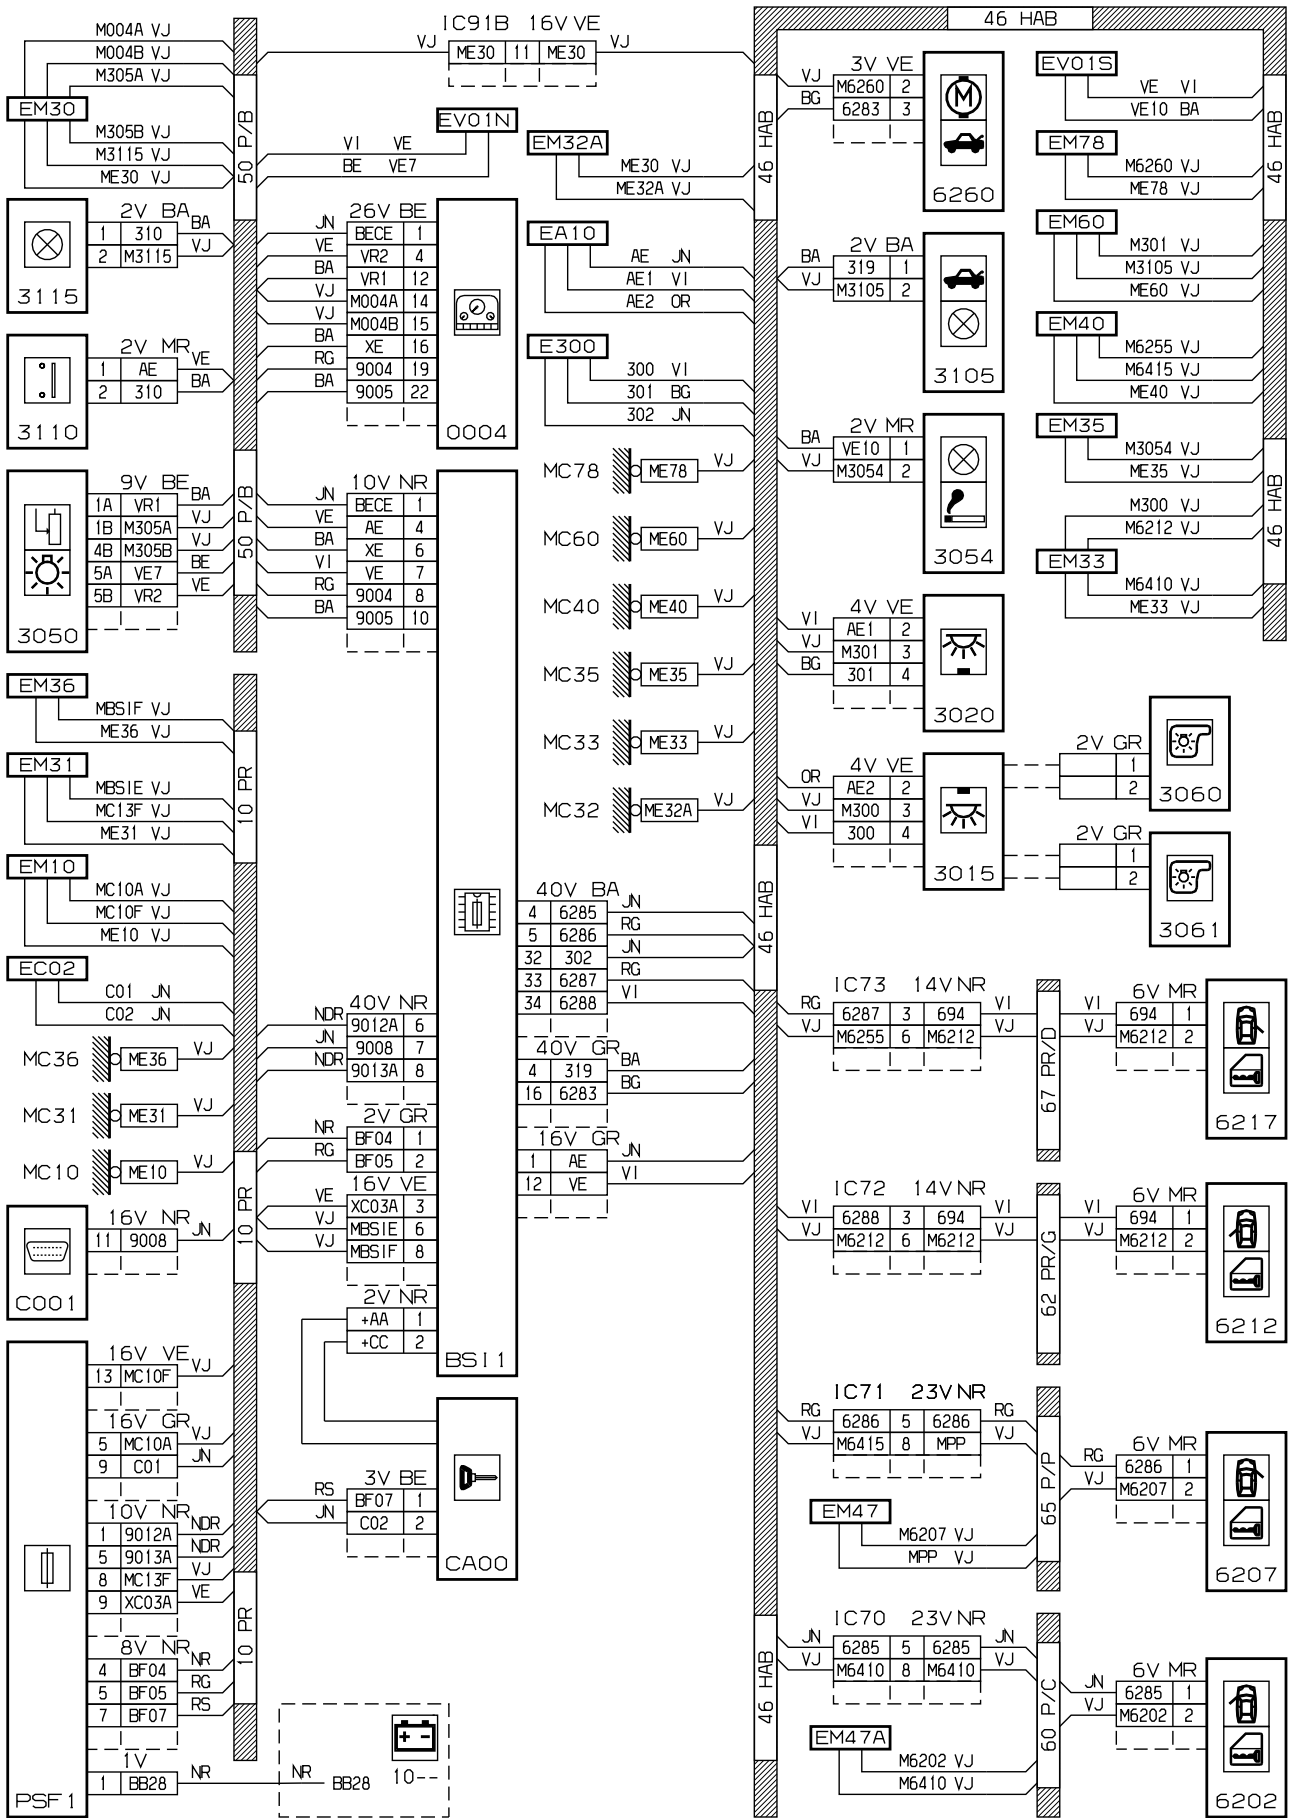 46 HAB
M004A VJ
M004B VJ
M305A VJ
EM30
M305B VJ
M3115 VJ
ME30 VJ
50 P/B
IC91B 16V VE
VJ ME30 11 ME30 VJ
EV01N
VI VE
BE VE7
EM32A
ME30 VJ
ME32A VJ
46 HAB
3V VE
VJ M6260 2
BG 6283 3
M
6260
EV01S
VE VI
VE10 BA
EM78
M6260 VJ
ME78 VJ
46 HAB
2V BA
1 310 BA
2 M3115 VJ
3115
26V BE
JN BECE 1
VE VR2 4
BA VR1 12
VJ M004A 14
VJ M004B 15
BA XE 16
RG 9004 19
BA 9005 22
0004
EA10
AE JN
AE1 VI
AE2 OR
2V BA
BA 319 1
VJ M3105 2
3105
EM60
M301 VJ
M3105 VJ
ME60 VJ
2V MR
1 AE VE
2 310 BA
3110
E300
300 VI
301 BG
302 JN
EM40
M6255 VJ
M6415 VJ
ME40 VJ
2V MR
BA VE10 1
VJ M3054 2
3054
EM35
M3054 VJ
ME35 VJ
9V BE
1A VR1 BA
1B M305A VJ
4B M305B VJ
5A VE7 BE
5B VR2 VE
3050
50 P/B
10V NR
JN BECE 1
VE AE 4
BA XE 6
VI VE 7
RG 9004 8
BA 9005 10
MC78 ME78 VJ
MC60 ME60 VJ
MC40 ME40 VJ
MC35 ME35 VJ
MC33 ME33 VJ
MC32 ME32A VJ
M300 VJ
M6212 VJ
EM33
M6410 VJ
ME33 VJ
46 HAB
4V VE
VI AE1 2
VJ M301 3
BG 301 4
3020
EM36
MBSIF VJ
ME36 VJ
EM31
MBSIE VJ
MC13F VJ
ME31 VJ
10 PR
4V VE
OR AE2 2
VJ M300 3
VI 300 4
3015
2V GR
1
2
3060
2V GR
1
2
3061
EM10
MC10A VJ
MC10F VJ
ME10 VJ
EC02
C01 JN
C02 JN
40V BA
4 6285 JN
5 6286 RG
32 302 JN
33 6287 RG
34 6288 VI
46 HAB
40V NR
NDR 9012A 6
JN 9008 7
NDR 9013A 8
40V GR
4 319 BA
16 6283 BG
MC36 ME36 VJ
MC31 ME31 VJ
MC10 ME10 VJ
2V GR
NR BF04 1
RG BF05 2
16V GR
1 AE JN
12 VE VI
IC73 14V NR
RG 6287 3 694 VI
VJ M6255 6 M6212 VJ
67 PR/D
6V MR
VI 694 1
VJ M6212 2
6217
16V VE
VE XC03A 3
VJ MBSIE 6
VJ MBSIF 8
16V NR
11 9008 JN
C001
10 PR
2V NR
+AA 1
+CC 2
BSI1
IC72 14V NR
VI 6288 3 694 VI
VJ M6212 6 M6212 VJ
62 PR/G
6V MR
VI 694 1
VJ M6212 2
6212
16V VE
13 MC10F VJ
16V GR
5 MC10A VJ
9 C01 JN
10V NR
1 9012A NDR
5 9013A NDR
8 MC13F VJ
9 XC03A VE
8V NR
4 BF04 NR
5 BF05 RG
7 BF07 RS
1V
1 BB28 NR
PSF1
10 PR
3V BE
RS BF07 1
JN C02 2
CA00
NR BB28
+ -
10--
IC71 23V NR
RG 6286 5 6286 RG
VJ M6415 8 MPP VJ
EM47
M6207 VJ
MPP VJ
65 P/P
6V MR
RG 6286 1
VJ M6207 2
6207
46 HAB
IC70 23V NR
JN 6285 5 6285 JN
VJ M6410 8 M6410 VJ
EM47A
M6202 VJ
M6410 VJ
60 P/C
6V MR
JN 6285 1
VJ M6202 2
6202